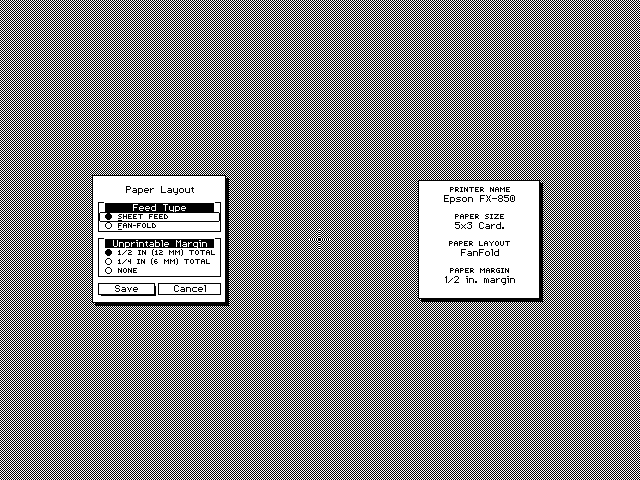 Paper Layout
Feed Type
SHEET FEED
FAN-FOLD
Unprintable Margin
1/2 IN (12 MM) TOTAL
1/4 IN (6 MM) TOTAL
NONE
Save
Cancel
PRINTER NAME
Epson FX-850
PAPER SIZE
5x3 Card.
PAPER LAYOUT
FanFold
PAPER MARGIN
1/2 in. margin